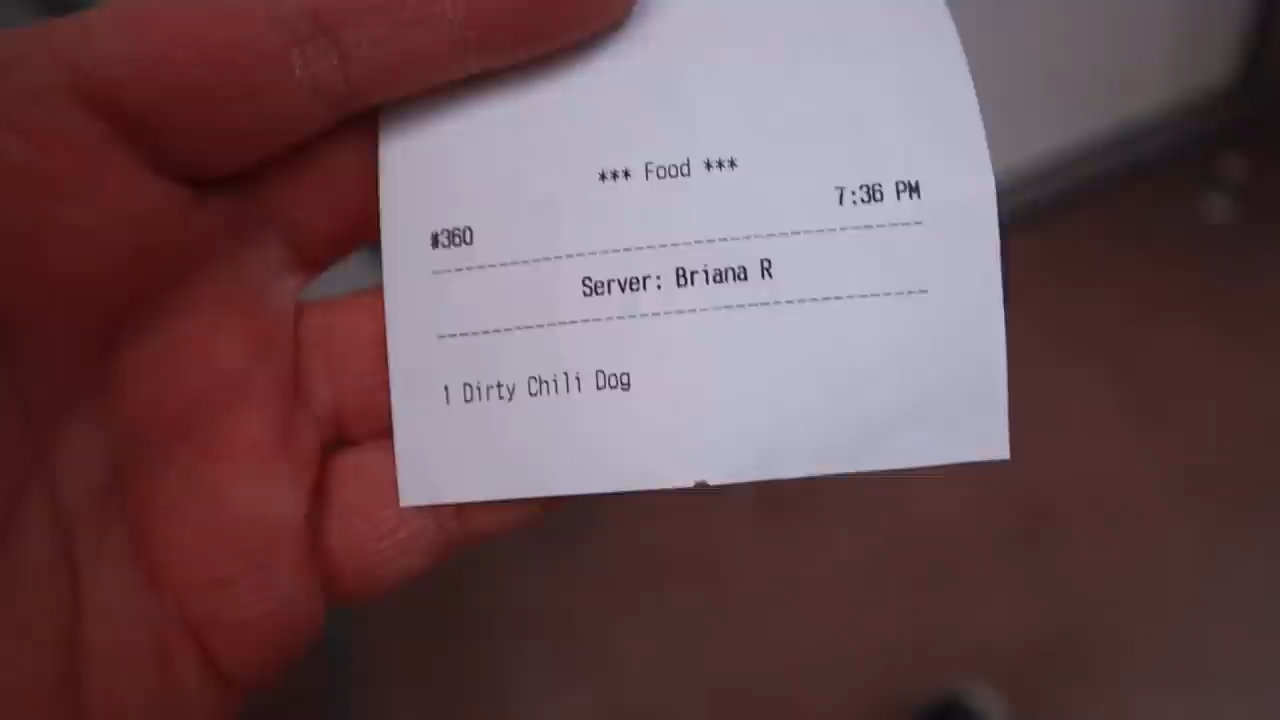 *** Food ***
7:36 PM
#360
Server: Briana R
1 Dirty Chili Dog